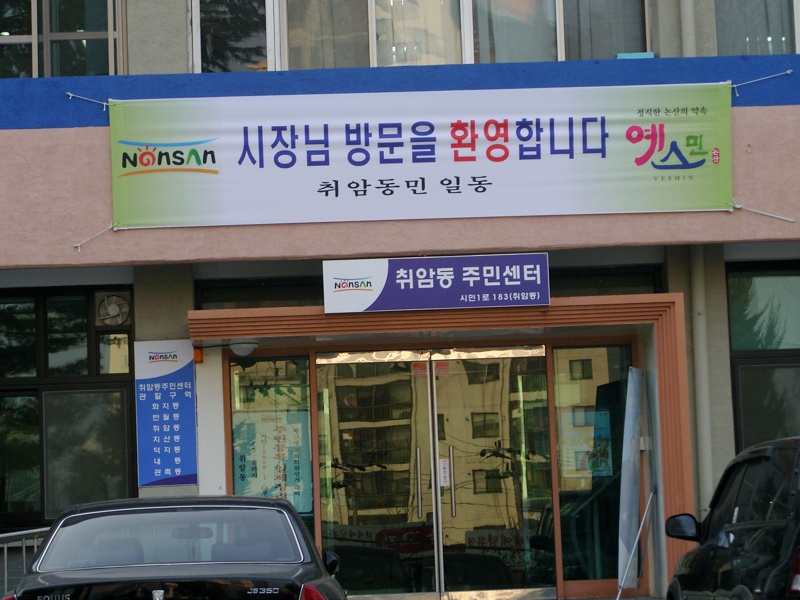 정직한 논산의 약속
NONSAN 시장님 방문을 환영합니다 예스민
YESMIN
취암동민 일동
NONSAN 취암동 주민센터
시민1로 183(취암동)
NONSAN
취암동주민센터
관할구역
화지동
반월동
취암동
지산동
덕지동
내동
관촉동
EQUUS
JS350